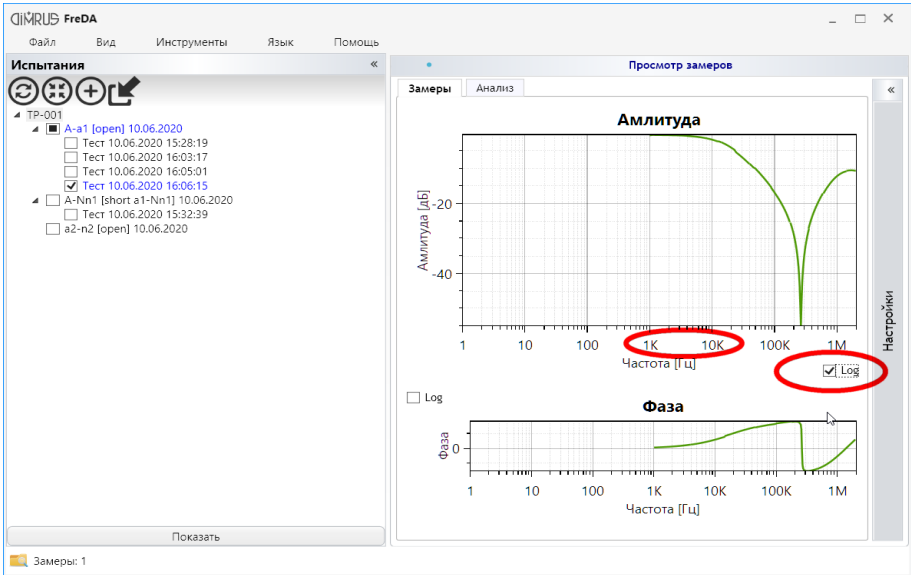 DiMRUS FreDA
Файл Вид Инструменты Язык Помощь
Испытания «
TP-001
A-a1 [open] 10.06.2020
Тест 10.06.2020 15:28:19
Тест 10.06.2020 16:03:17
Тест 10.06.2020 16:05:01
Тест 10.06.2020 16:06:15
A-Nn1 [short a1-Nn1] 10.06.2020
Тест 10.06.2020 15:32:39
a2-n2 [open] 10.06.2020
Показать
Замеры: 1
Просмотр замеров
Замеры Анализ «
Амлитуда
Амлитуда [дБ]
-20
-40
1 10 100 1K 10K 100K 1M
Частота [Гц]
Log
Log
Фаза
Фаза
0
1 10 100 1K 10K 100K 1M
Частота [Гц]
Настройки